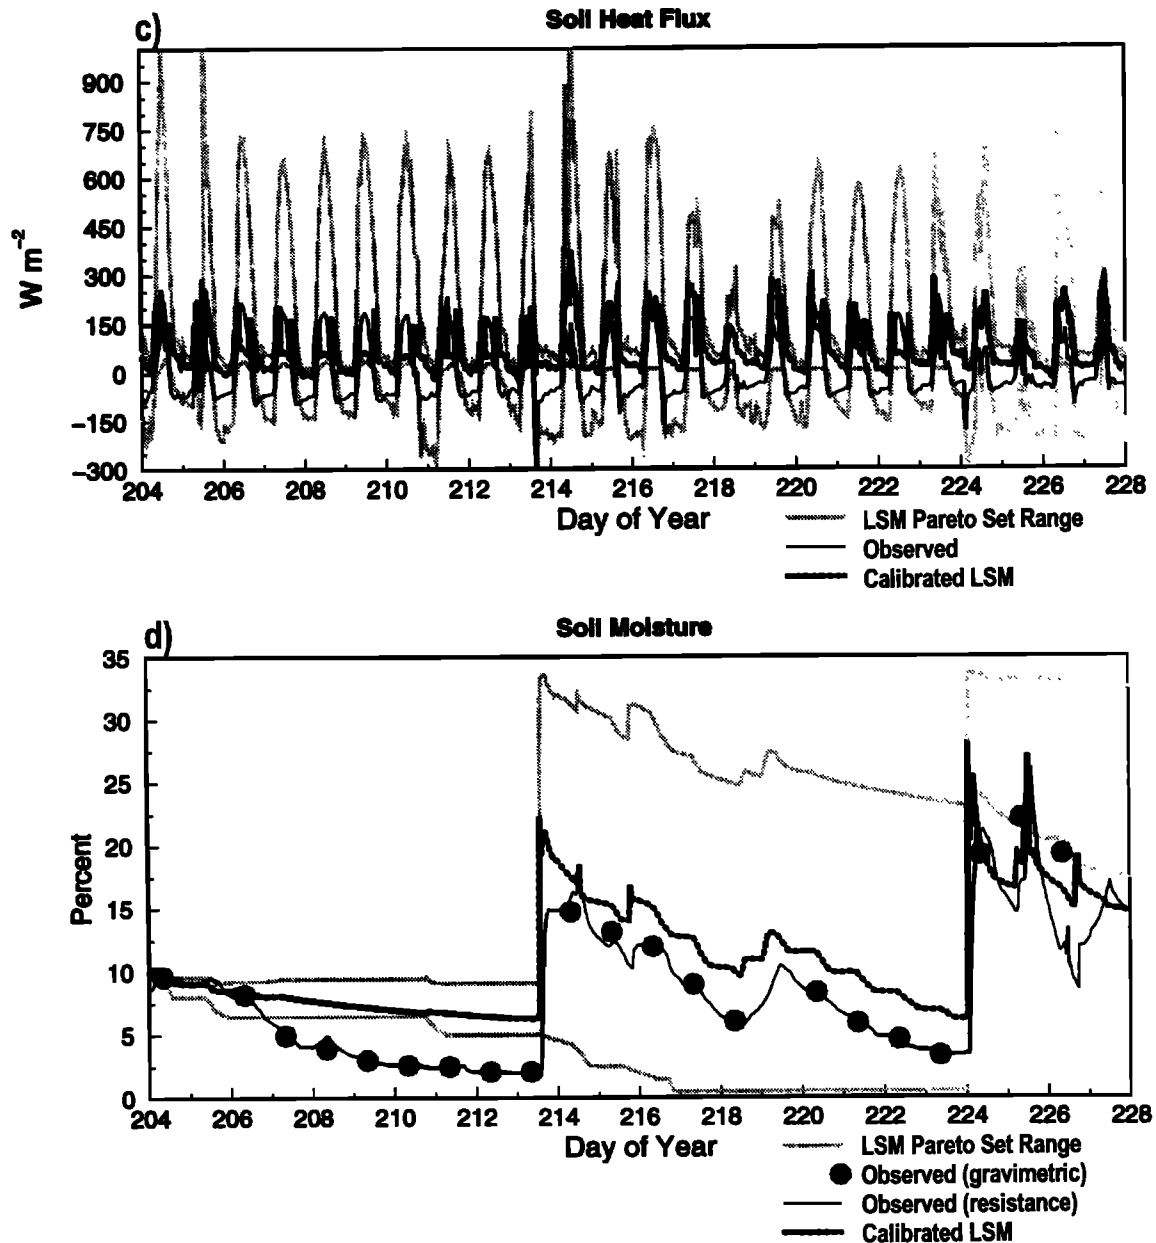 c)
Soil Heat Flux
W m⁻²
900
750
600
450
300
150
0
−150
−300
204 206 208 210 212 214 216 218 220 222 224 226 228
Day of Year
LSM Pareto Set Range
Observed
Calibrated LSM
d)
Soil Moisture
Percent
35
30
25
20
15
10
5
0
204 206 208 210 212 214 216 218 220 222 224 226 228
Day of Year
LSM Pareto Set Range
Observed (gravimetric)
Observed (resistance)
Calibrated LSM